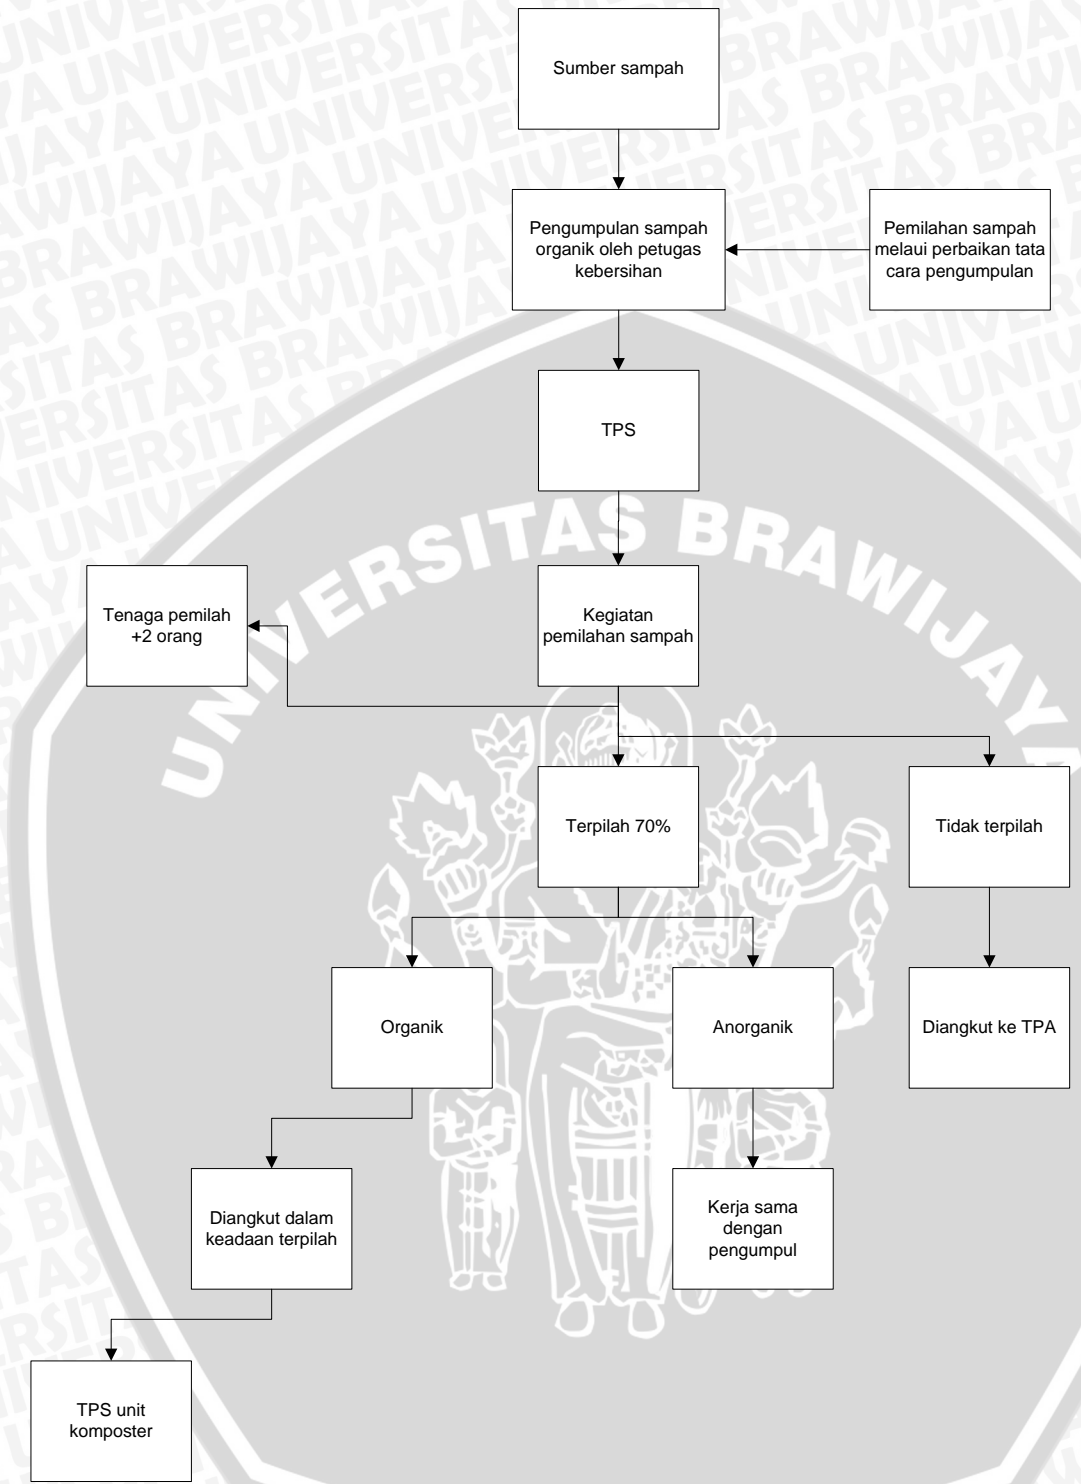 Sumber sampah
Pengumpulan sampah
organik oleh petugas
kebersihan
Pemilahan sampah
melaui perbaikan tata
cara pengumpulan
TPS
UNIVERSITAS BRAWIJAYA
Tenaga pemilah
+2 orang
Kegiatan
pemilahan sampah
Terpilah 70%
Tidak terpilah
Organik
Anorganik
Diangkut ke TPA
Diangkut dalam
keadaan terpilah
Kerja sama
dengan
pengumpul
TPS unit
komposter